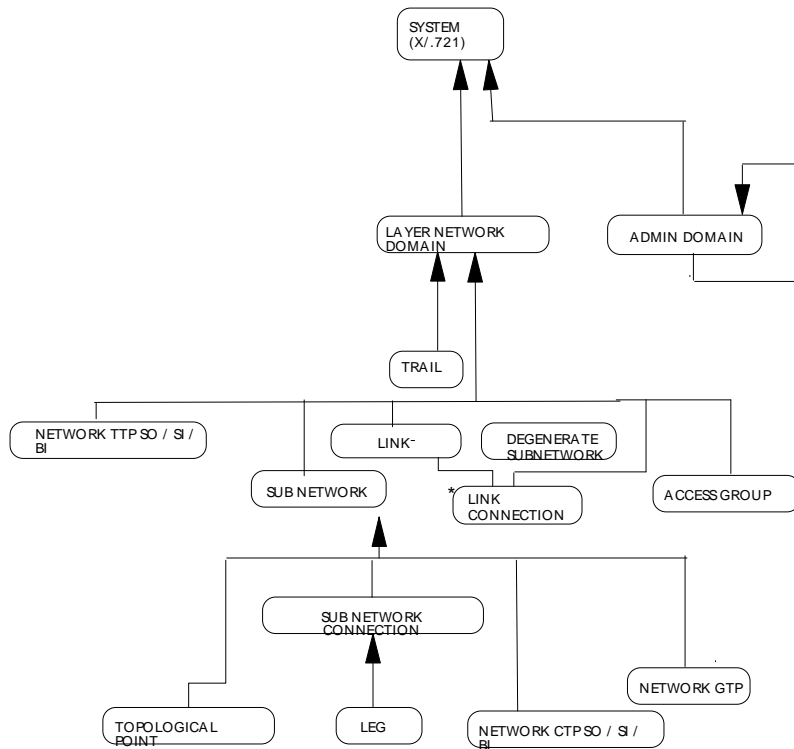 SYSTEM
(X/.721)
LAYER NETWORK
DOMAIN
ADMIN DOMAIN
TRAIL
NETWORK TTP SO / SI /
BI
LINK-
DEGENERATE
SUBNETWORK
SUB NETWORK
* LINK
CONNECTION
ACCESS GROUP
SUB NETWORK
CONNECTION
NETWORK GTP
TOPOLOGICAL
POINT
LEG
NETWORK CTP SO / SI /
BI